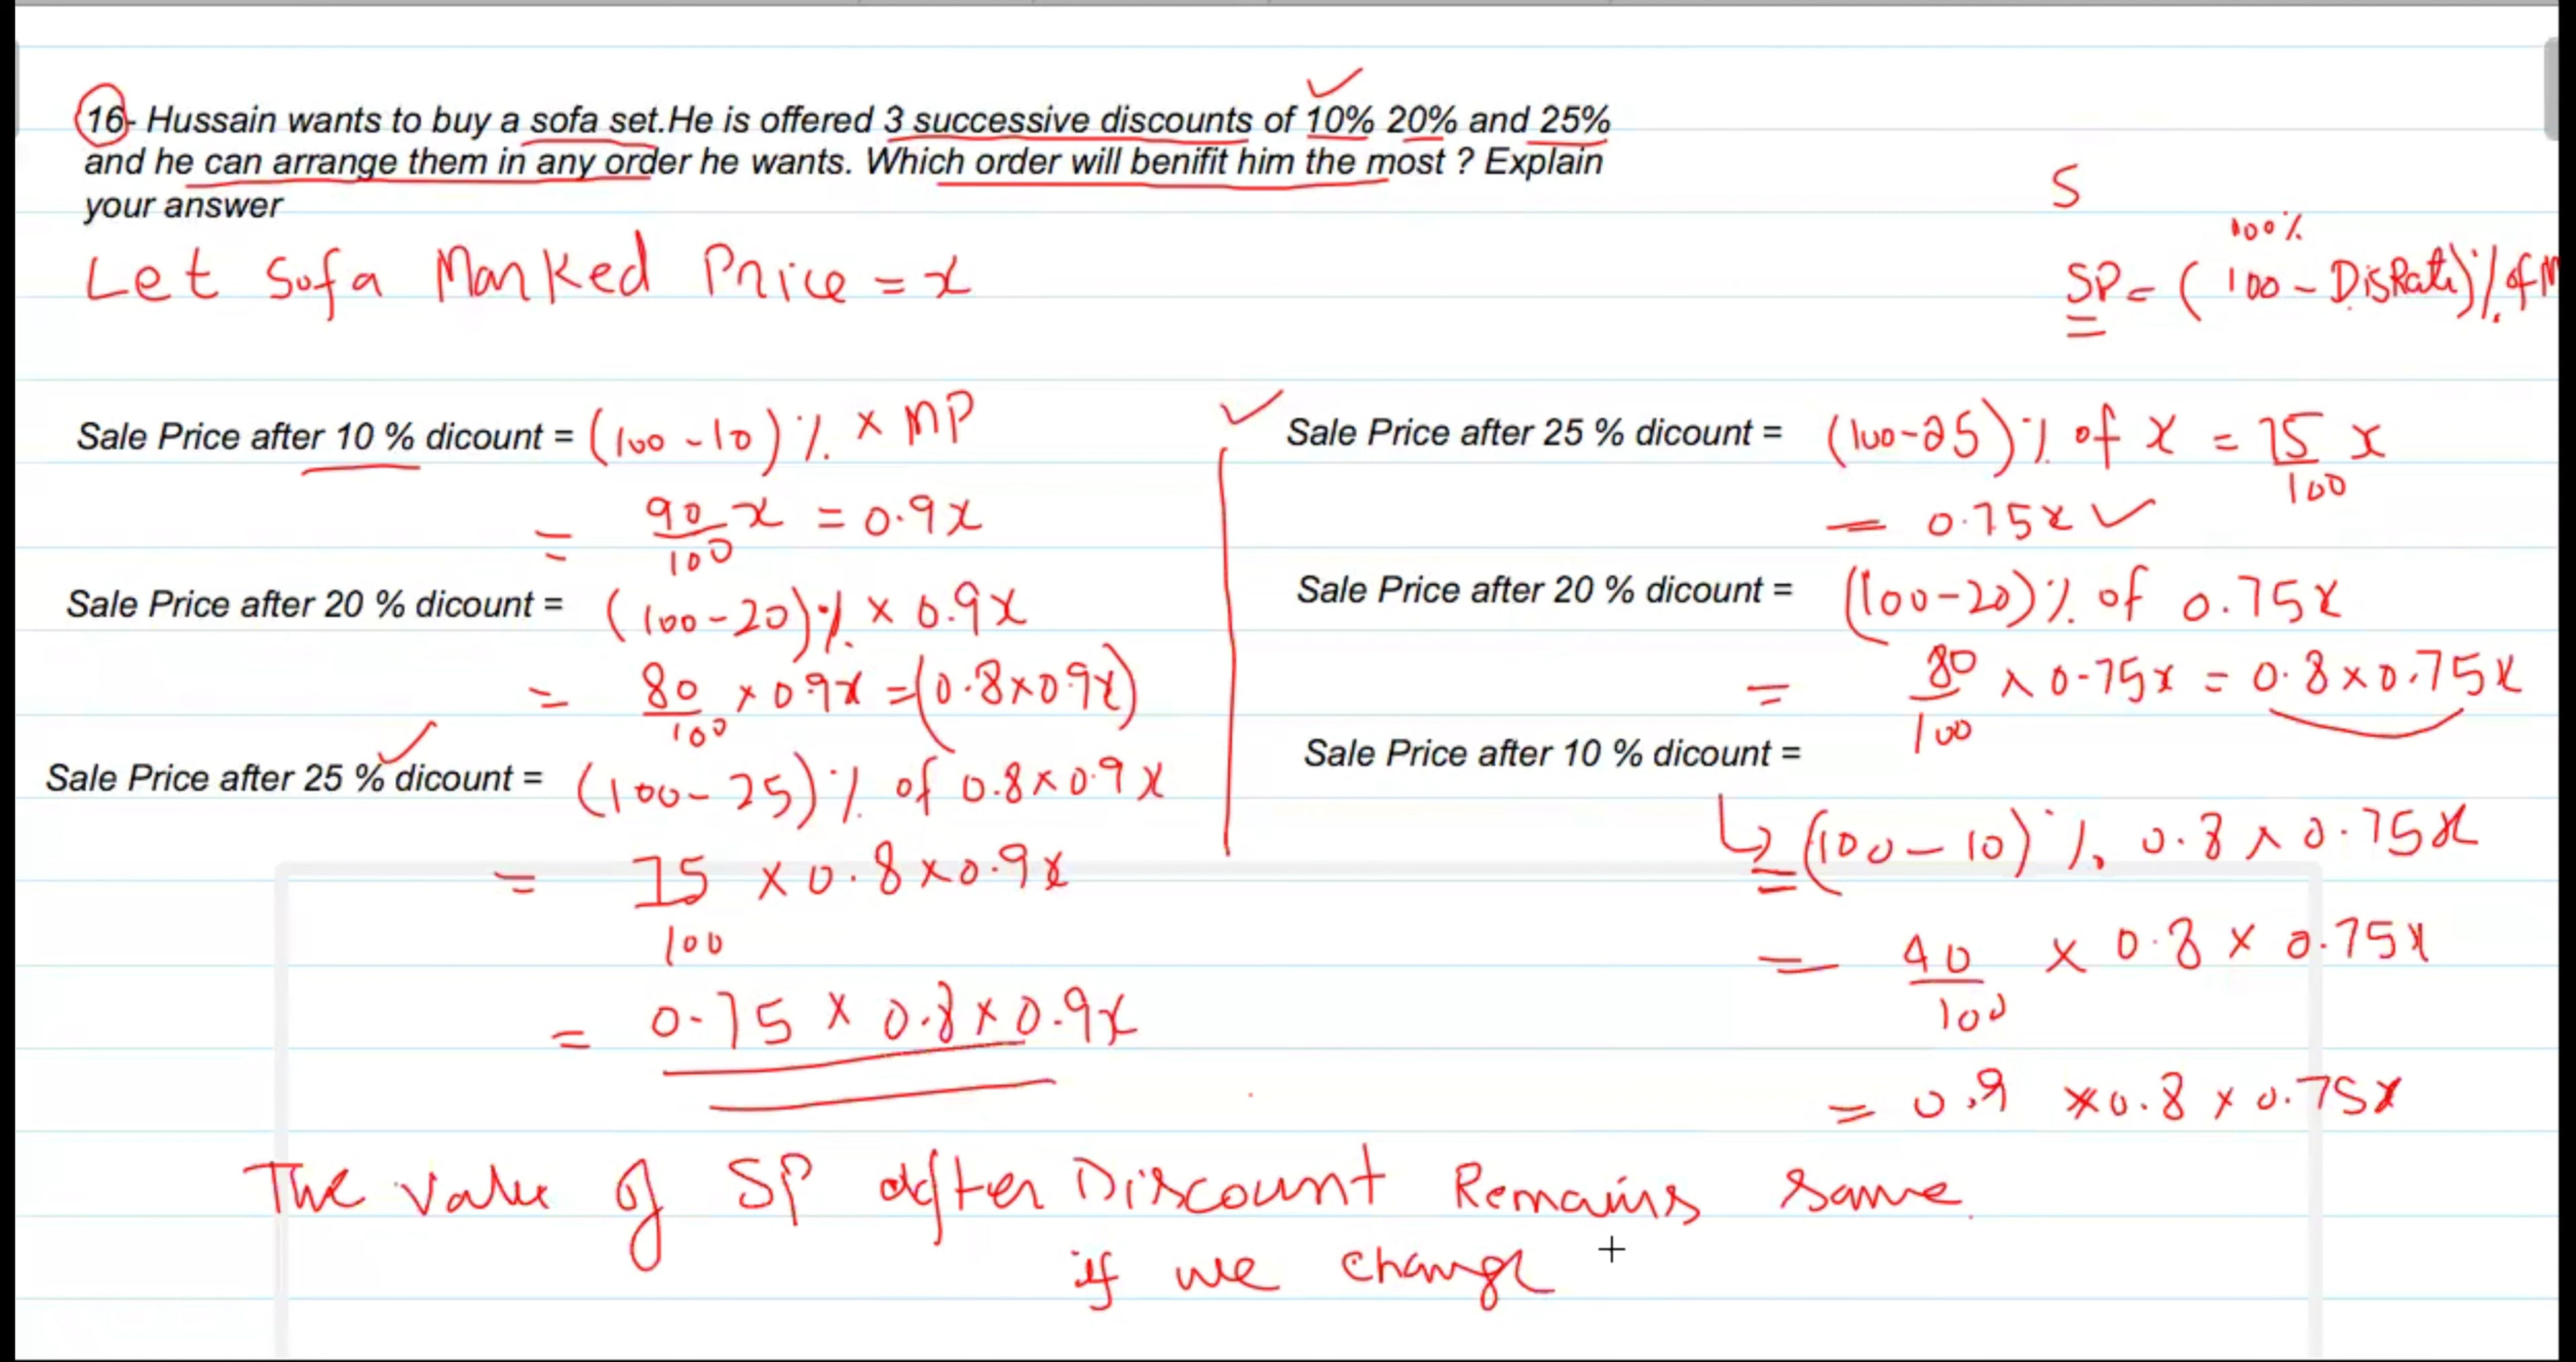 16- Hussain wants to buy a sofa set.He is offered 3 successive discounts of 10% 20% and 25%
and he can arrange them in any order he wants. Which order will benifit him the most ? Explain
your answer
S
100%
SP = ( 100 - DisRate)% of M
Let Sofa Marked Price = x
Sale Price after 10 % dicount = (100 - 10) % × MP
= 90/100 x = 0.9x
Sale Price after 20 % dicount = (100-20)% × 0.9x
= 80/100 × 0.9x = (0.8×0.9x)
Sale Price after 25 % dicount = (100-25)% of 0.8×0.9x
= 75/100 × 0.8×0.9x
= 0.75 × 0.8 × 0.9x
Sale Price after 25 % dicount = (100-25)% of x = 75/100 x
= 0.75x
Sale Price after 20 % dicount = (100-20)% of 0.75x
= 80/100 × 0.75x = 0.8×0.75x
Sale Price after 10 % dicount =
= (100-10)% 0.8 × 0.75x
= 90/100 × 0.8 × 0.75x
= 0.9 × 0.8 × 0.75x
The value of SP after Discount Remains same
if we change